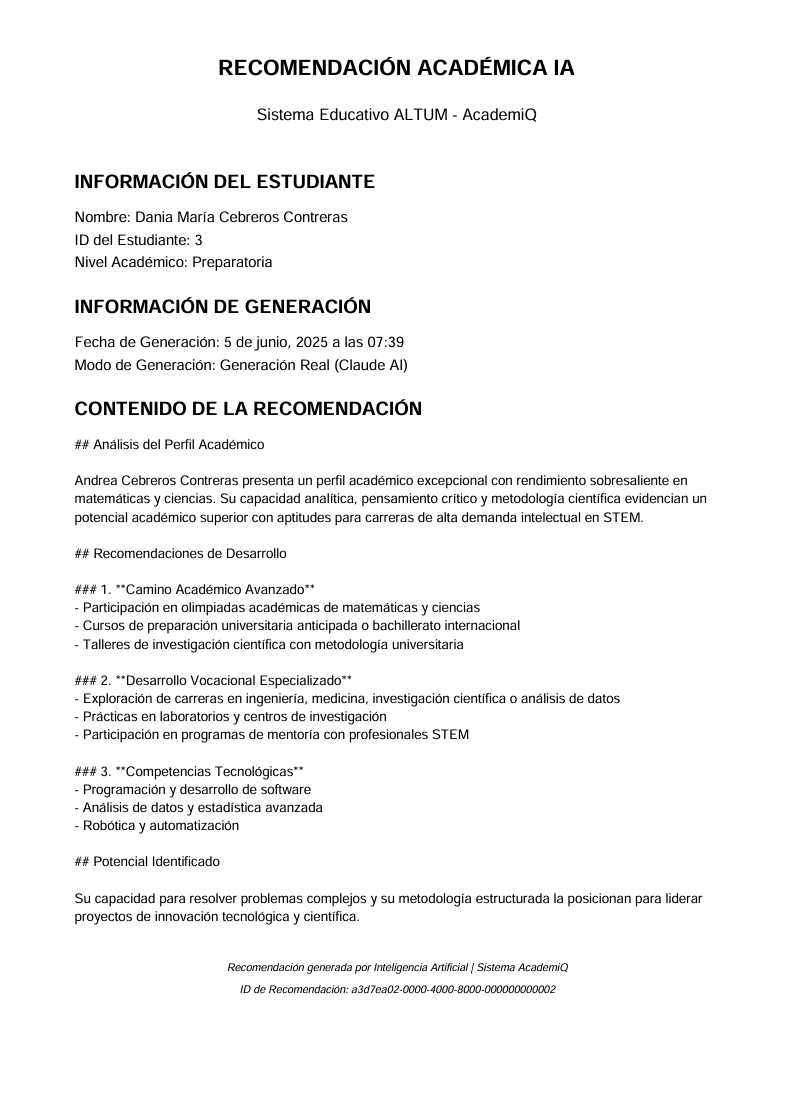 RECOMENDACIÓN ACADÉMICA IA
Sistema Educativo ALTUM - AcademiQ
INFORMACIÓN DEL ESTUDIANTE
Nombre: Dania María Cebreros Contreras
ID del Estudiante: 3
Nivel Académico: Preparatoria
INFORMACIÓN DE GENERACIÓN
Fecha de Generación: 5 de junio, 2025 a las 07:39
Modo de Generación: Generación Real (Claude AI)
CONTENIDO DE LA RECOMENDACIÓN
## Análisis del Perfil Académico
Andrea Cebreros Contreras presenta un perfil académico excepcional con rendimiento sobresaliente en
matemáticas y ciencias. Su capacidad analítica, pensamiento crítico y metodología científica evidencian un
potencial académico superior con aptitudes para carreras de alta demanda intelectual en STEM.
## Recomendaciones de Desarrollo
### 1. **Camino Académico Avanzado**
- Participación en olimpiadas académicas de matemáticas y ciencias
- Cursos de preparación universitaria anticipada o bachillerato internacional
- Talleres de investigación científica con metodología universitaria
### 2. **Desarrollo Vocacional Especializado**
- Exploración de carreras en ingeniería, medicina, investigación científica o análisis de datos
- Prácticas en laboratorios y centros de investigación
- Participación en programas de mentoría con profesionales STEM
### 3. **Competencias Tecnológicas**
- Programación y desarrollo de software
- Análisis de datos y estadística avanzada
- Robótica y automatización
## Potencial Identificado
Su capacidad para resolver problemas complejos y su metodología estructurada la posicionan para liderar
proyectos de innovación tecnológica y científica.
Recomendación generada por Inteligencia Artificial | Sistema AcademiQ
ID de Recomendación: a3d7ea02-0000-4000-8000-000000000002